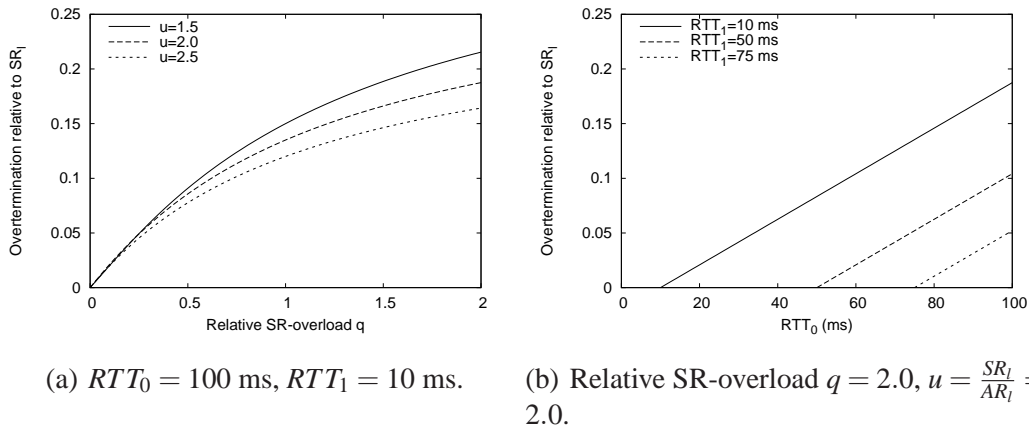 Overtermination relative to SR_l
0.25
0.2
0.15
0.1
0.05
0
u=1.5
u=2.0
u=2.5
0 0.5 1 1.5 2
Relative SR-overload q
(a) RTT_0 = 100 ms, RTT_1 = 10 ms.
Overtermination relative to SR_l
0.25
0.2
0.15
0.1
0.05
0
RTT_1=10 ms
RTT_1=50 ms
RTT_1=75 ms
0 20 40 60 80 100
RTT_0 (ms)
(b) Relative SR-overload q = 2.0, u = SR_l/AR_l =
2.0.